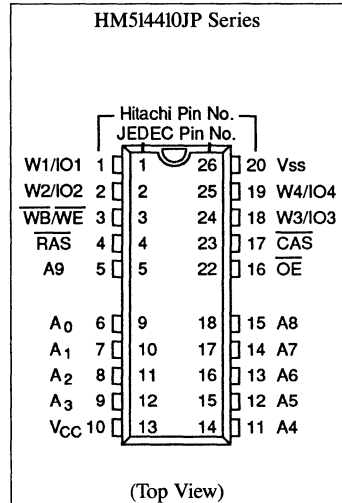 HM514410JP Series
Hitachi Pin No.
JEDEC Pin No.
W1/IO1 1 1 26 20 Vss
W2/IO2 2 2 25 19 W4/IO4
WB/WE 3 3 24 18 W3/IO3
RAS 4 4 23 17 CAS
A9 5 5 22 16 OE
A0 6 9 18 15 A8
A1 7 10 17 14 A7
A2 8 11 16 13 A6
A3 9 12 15 12 A5
VCC 10 13 14 11 A4
(Top View)